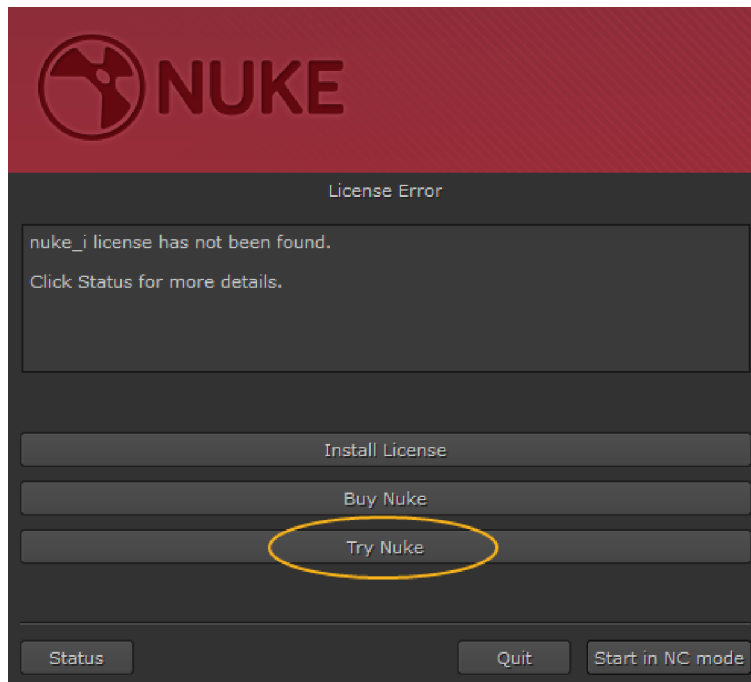 NUKE
License Error
nuke_i license has not been found.
Click Status for more details.
Install License
Buy Nuke
Try Nuke
Status Quit Start in NC mode